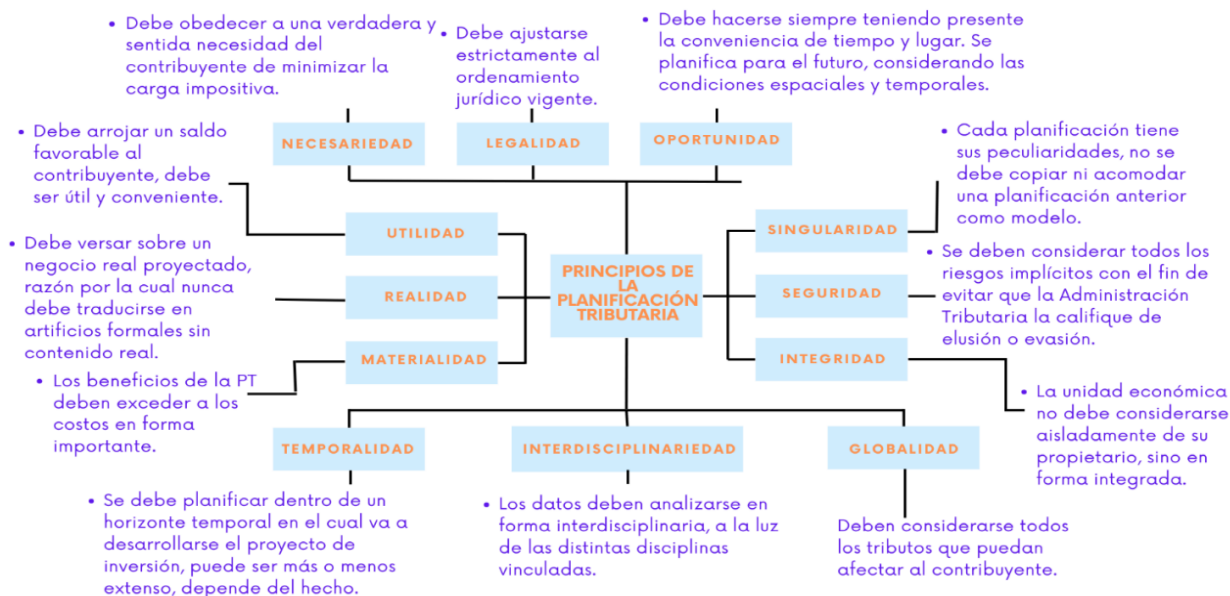 • Debe obedecer a una verdadera y
sentida necesidad del
contribuyente de minimizar la
carga impositiva.
• Debe ajustarse
estrictamente al
ordenamiento
jurídico vigente.
• Debe hacerse siempre teniendo presente
la conveniencia de tiempo y lugar. Se
planifica para el futuro, considerando las
condiciones espaciales y temporales.
NECESARIEDAD
LEGALIDAD
OPORTUNIDAD
• Debe arrojar un saldo
favorable al
contribuyente, debe
ser útil y conveniente.
• Cada planificación tiene
sus peculiaridades, no se
debe copiar ni acomodar
una planificación anterior
como modelo.
UTILIDAD
SINGULARIDAD
• Debe versar sobre un
negocio real proyectado,
razón por la cual nunca
debe traducirse en
artificios formales sin
contenido real.
REALIDAD
PRINCIPIOS DE
LA
PLANIFICACIÓN
TRIBUTARIA
SEGURIDAD
• Se deben considerar todos los
riesgos implícitos con el fin de
evitar que la Administración
Tributaria la califique de
elusión o evasión.
MATERIALIDAD
INTEGRIDAD
• Los beneficios de la PT
deben exceder a los
costos en forma
importante.
• La unidad económica
no debe considerarse
aisladamente de su
propietario, sino en
forma integrada.
TEMPORALIDAD
INTERDISCIPLINARIEDAD
GLOBALIDAD
• Se debe planificar dentro de un
horizonte temporal en el cual va a
desarrollarse el proyecto de
inversión, puede ser más o menos
extenso, depende del hecho.
• Los datos deben analizarse en
forma interdisciplinaria, a la luz
de las distintas disciplinas
vinculadas.
Deben considerarse todos
los tributos que puedan
afectar al contribuyente.